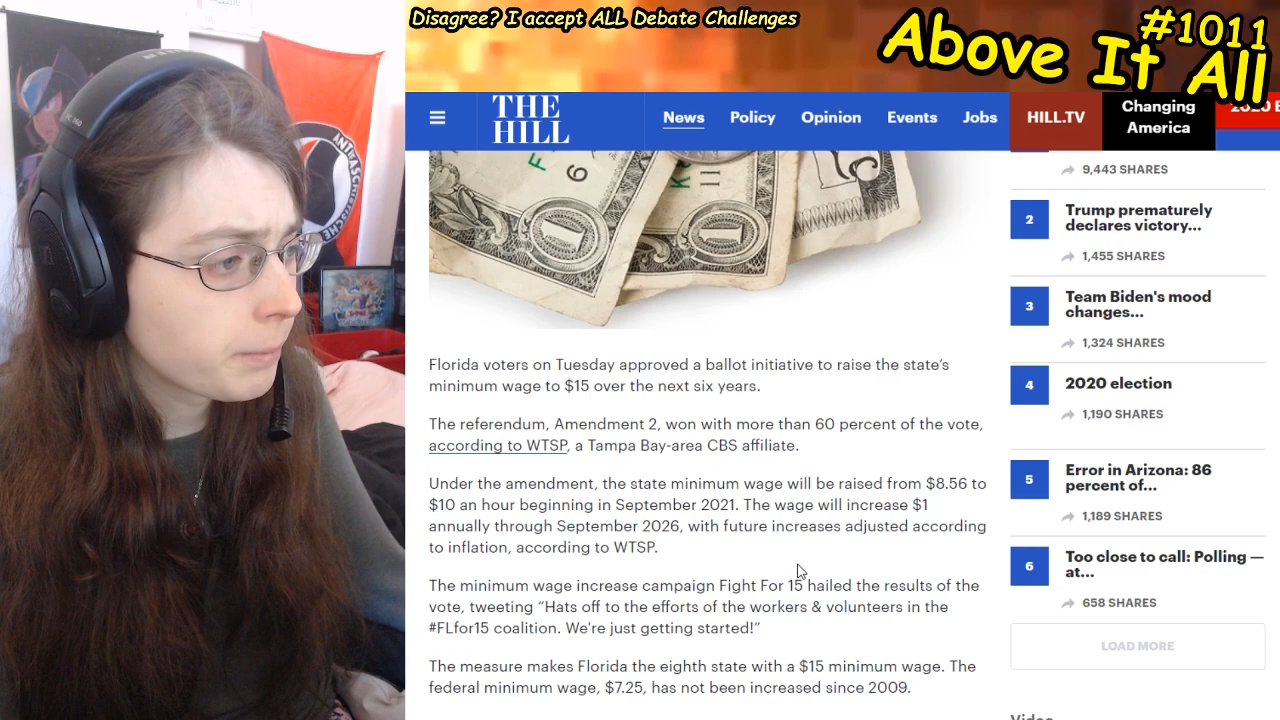 Disagree? I accept ALL Debate Challenges
#1011
Above It All
THE
HILL
News
Policy
Opinion
Events
Jobs
HILL.TV
Changing
America
2020
9,443 SHARES
2
Trump prematurely
declares victory...
1,455 SHARES
3
Team Biden's mood
changes...
1,324 SHARES
4
2020 election
1,190 SHARES
5
Error in Arizona: 86
percent of...
1,189 SHARES
6
Too close to call: Polling —
at...
658 SHARES
LOAD MORE
Florida voters on Tuesday approved a ballot initiative to raise the state's
minimum wage to $15 over the next six years.
The referendum, Amendment 2, won with more than 60 percent of the vote,
according to WTSP, a Tampa Bay-area CBS affiliate.
Under the amendment, the state minimum wage will be raised from $8.56 to
$10 an hour beginning in September 2021. The wage will increase $1
annually through September 2026, with future increases adjusted according
to inflation, according to WTSP.
The minimum wage increase campaign Fight For 15 hailed the results of the
vote, tweeting “Hats off to the efforts of the workers & volunteers in the
#FLfor15 coalition. We're just getting started!”
The measure makes Florida the eighth state with a $15 minimum wage. The
federal minimum wage, $7.25, has not been increased since 2009.